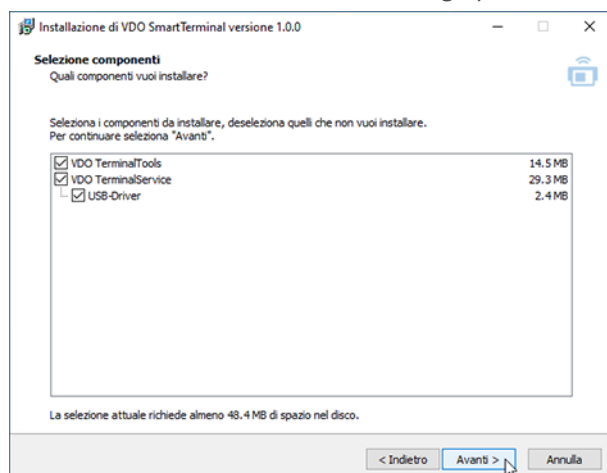 Installazione di VDO SmartTerminal versione 1.0.0
Selezione componenti
Quali componenti vuoi installare?
Seleziona i componenti da installare, deseleziona quelli che non vuoi installare.
Per continuare seleziona "Avanti".
VDO TerminalTools 14.5 MB
VDO TerminalService 29.3 MB
USB-Driver 2.4 MB
La selezione attuale richiede almeno 48.4 MB di spazio nel disco.
< Indietro Avanti > Annulla